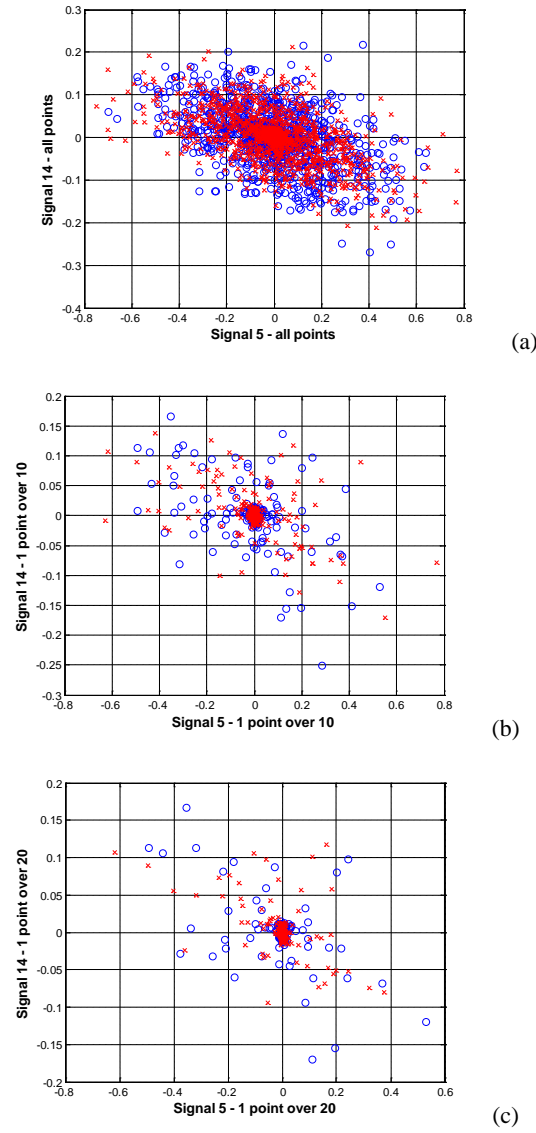 0.3
0.2
0.1
0
-0.1
-0.2
-0.3
-0.4
-0.8 -0.6 -0.4 -0.2 0 0.2 0.4 0.6 0.8
Signal 14 - all points
Signal 5 - all points
(a)
0.2
0.15
0.1
0.05
0
-0.05
-0.1
-0.15
-0.2
-0.25
-0.3
-0.8 -0.6 -0.4 -0.2 0 0.2 0.4 0.6 0.8
Signal 14 - 1 point over 10
Signal 5 - 1 point over 10
(b)
0.2
0.15
0.1
0.05
0
-0.05
-0.1
-0.15
-0.2
-0.8 -0.6 -0.4 -0.2 0 0.2 0.4 0.6
Signal 14 - 1 point over 20
Signal 5 - 1 point over 20
(c)